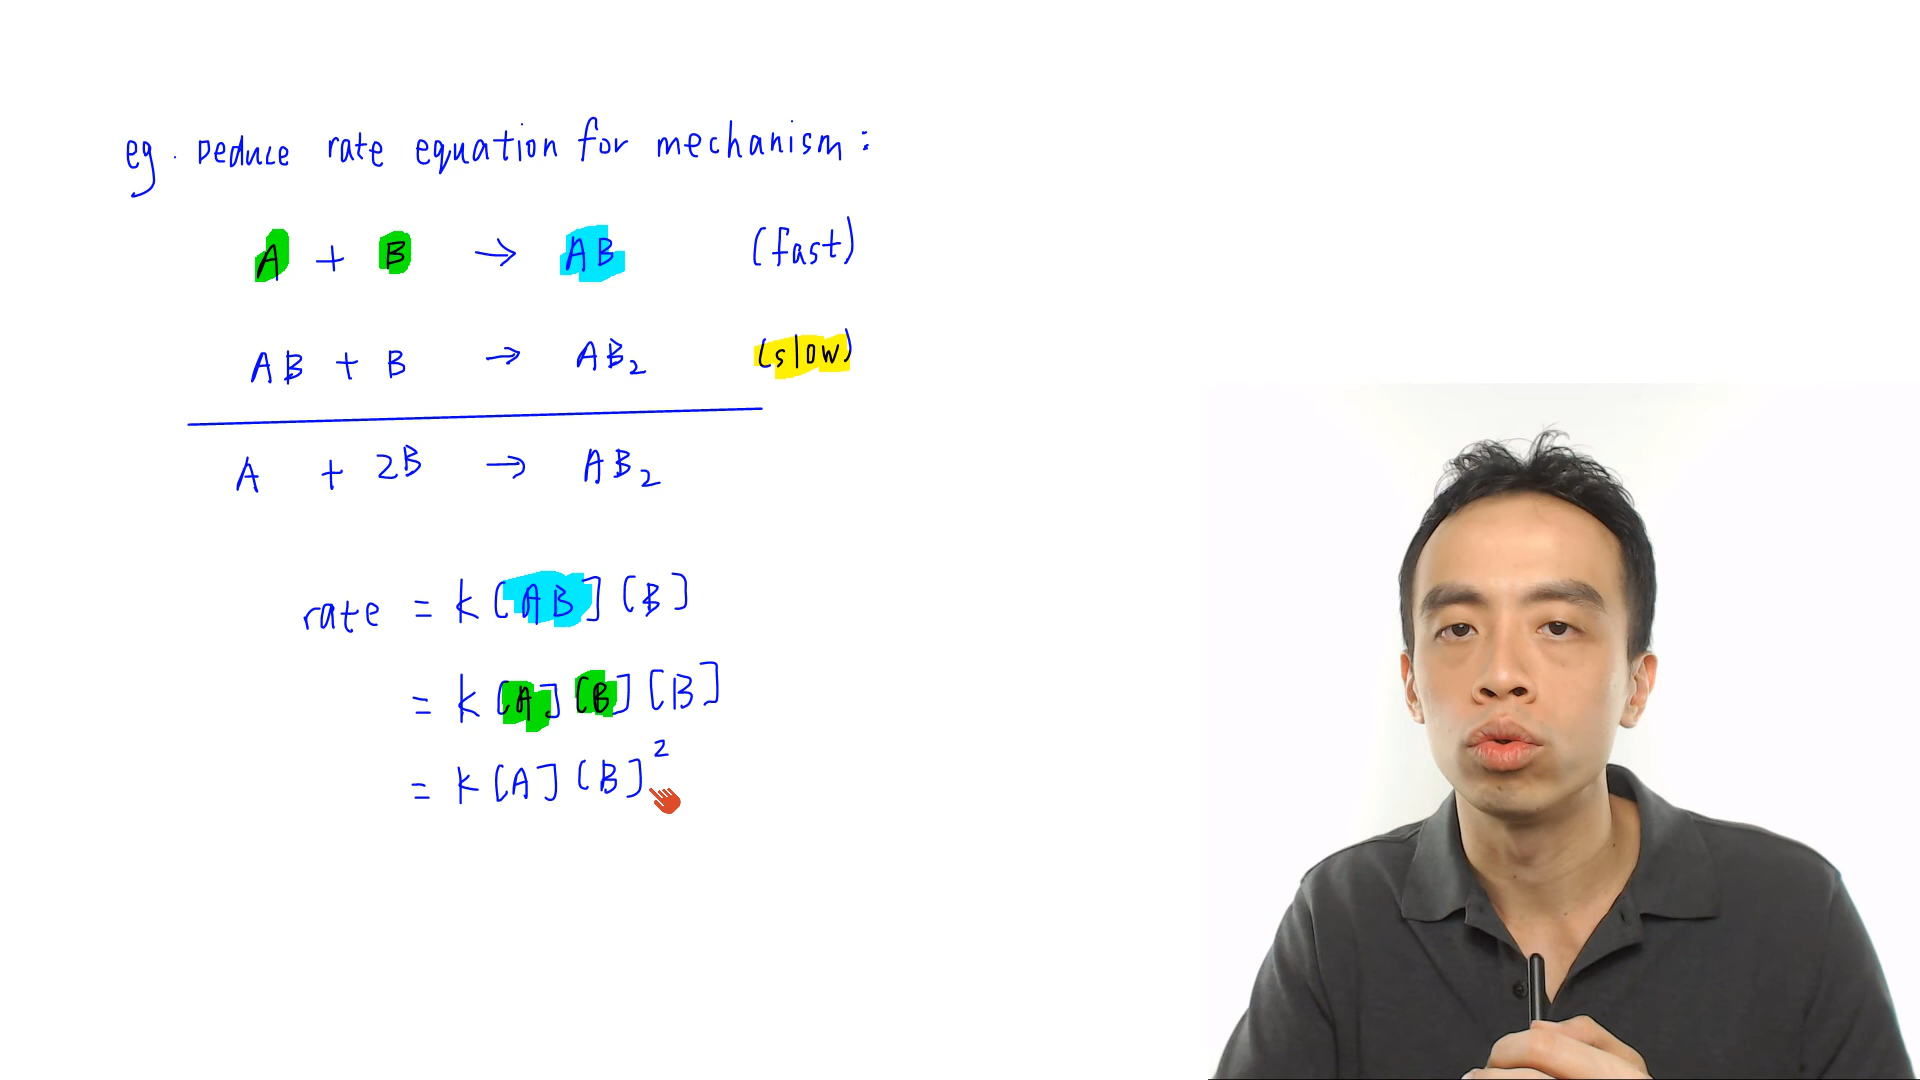 eg. Deduce rate equation for mechanism:
A + B → AB (fast)
AB + B → AB₂ (slow)
A + 2B → AB₂
rate = k[AB][B]
= k[A][B][B]
= k[A][B]²